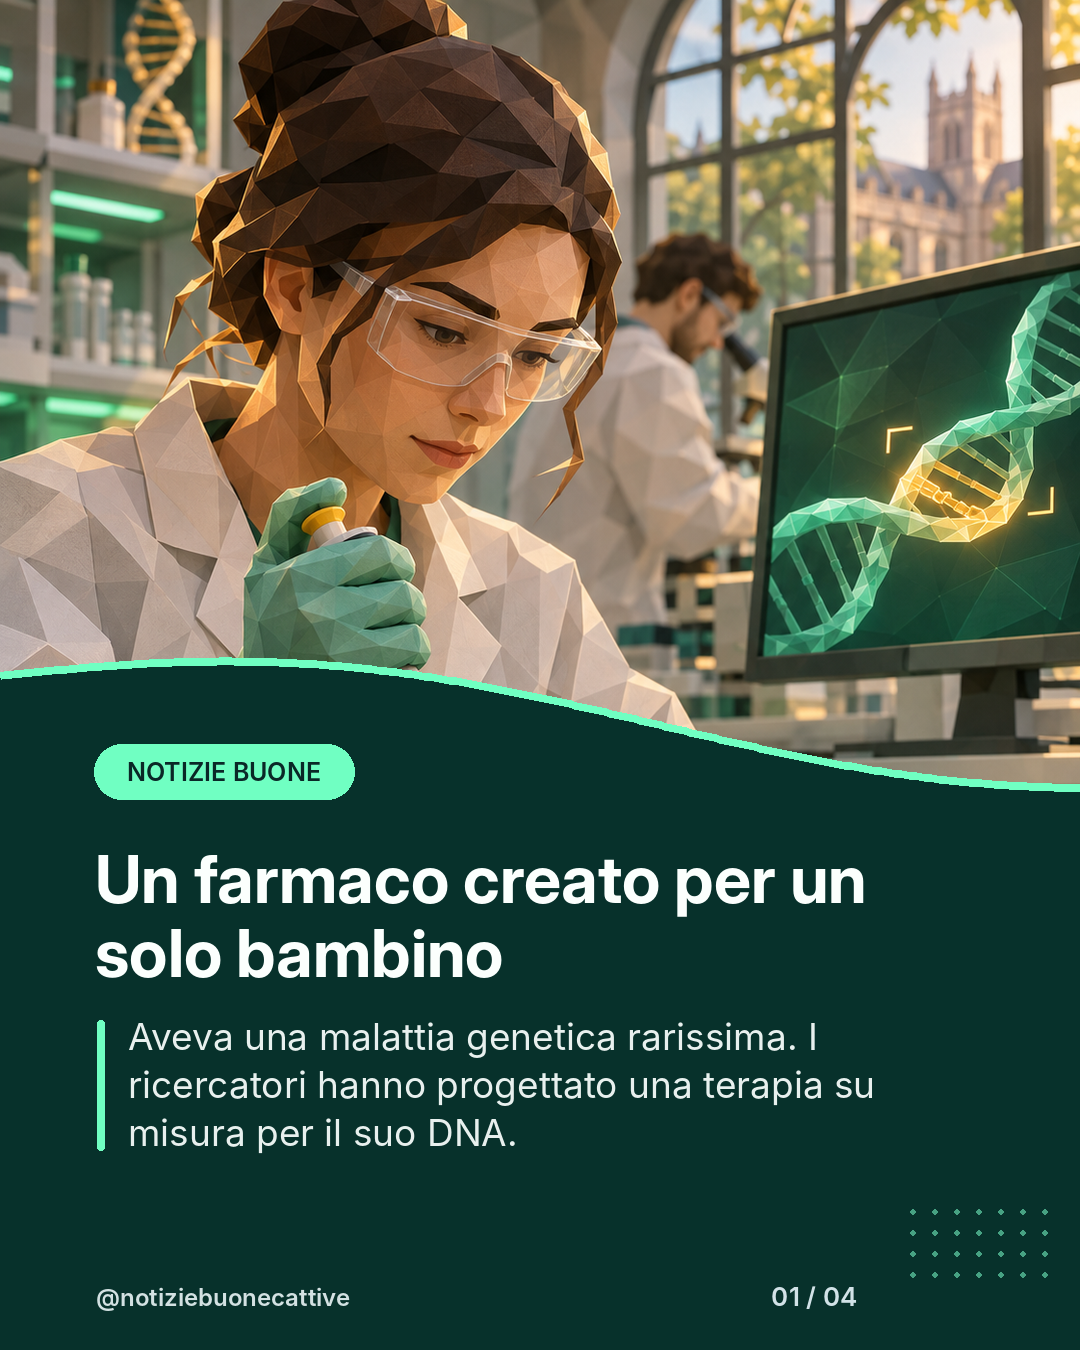 NOTIZIE BUONE
Un farmaco creato per un
solo bambino
Aveva una malattia genetica rarissima. I
ricercatori hanno progettato una terapia su
misura per il suo DNA.
@notiziebuonecattive
01 / 04